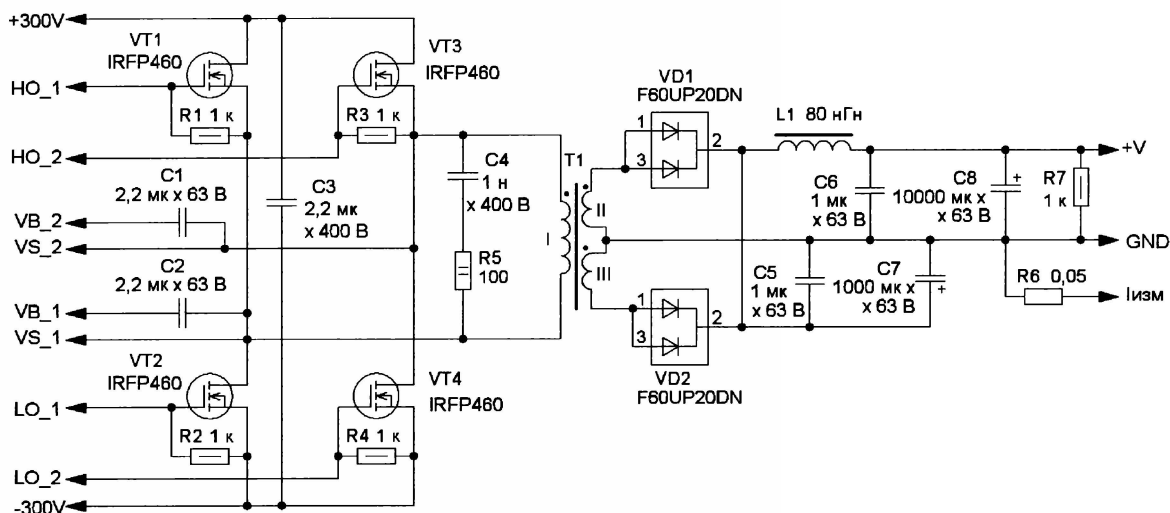 +300V
VT1
IRFP460
HO_1
R1 1 к
HO_2
C1
2,2 мк х 63 В
VB_2
VS_2
C2
2,2 мк х 63 В
VB_1
VS_1
VT2
IRFP460
LO_1
R2 1 к
LO_2
-300V
C3
2,2 мк
х 400 В
VT3
IRFP460
R3 1 к
VT4
IRFP460
R4 1 к
C4
1 н
х 400 В
R5
100
T1
I
II
III
VD1
F60UP20DN
1
3
2
VD2
F60UP20DN
1
3
2
L1 80 нГн
C6
1 мк
х 63 В
C8
10000 мк х
х 63 В
+
R7
1 к
C5
1 мк
х 63 В
C7
1000 мк х
х 63 В
+
R6 0,05
+V
GND
Iизм